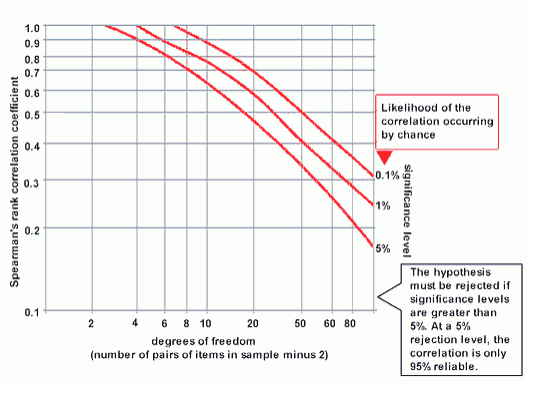 1.0
0.9
0.8
0.7
0.6
0.5
0.4
0.3
0.2
0.1
Spearman's rank correlation coefficient
2 4 6 8 10 20 50 60 80
degrees of freedom
(number of pairs of items in sample minus 2)
Likelihood of the
correlation occurring
by chance
0.1%
1%
5%
significance level
The hypothesis
must be rejected if
significance levels
are greater than
5%. At a 5%
rejection level, the
correlation is only
95% reliable.